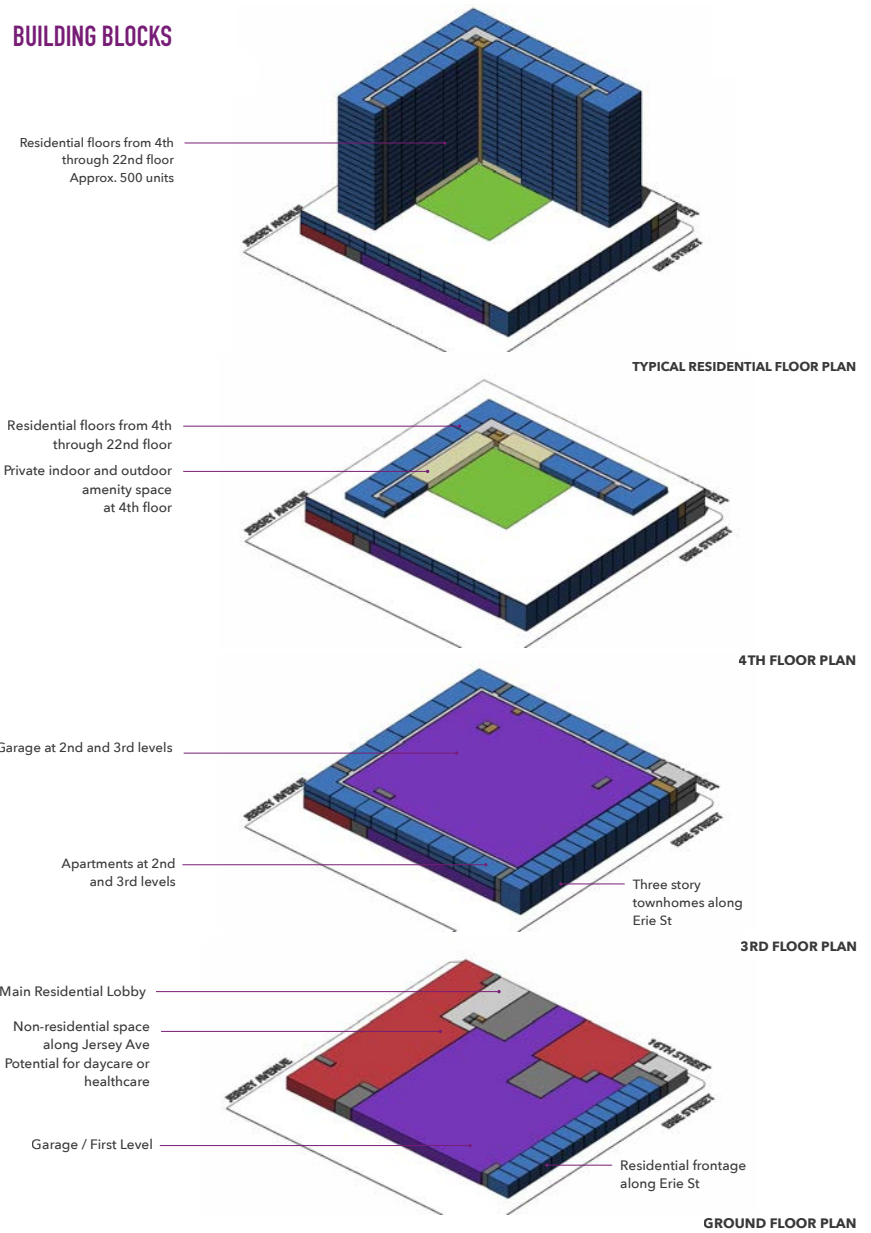 BUILDING BLOCKS
Residential floors from 4th
through 22nd floor
Approx. 500 units
JERSEY AVENUE
ERIE STREET
TYPICAL RESIDENTIAL FLOOR PLAN
Residential floors from 4th
through 22nd floor
Private indoor and outdoor
amenity space
at 4th floor
JERSEY AVENUE
ERIE STREET
4TH FLOOR PLAN
Garage at 2nd and 3rd levels
JERSEY AVENUE
ERIE STREET
Apartments at 2nd
and 3rd levels
Three story
townhomes along
Erie St
3RD FLOOR PLAN
Main Residential Lobby
Non-residential space
along Jersey Ave
Potential for daycare or
healthcare
JERSEY AVENUE
16TH STREET
ERIE STREET
Garage / First Level
Residential frontage
along Erie St
GROUND FLOOR PLAN